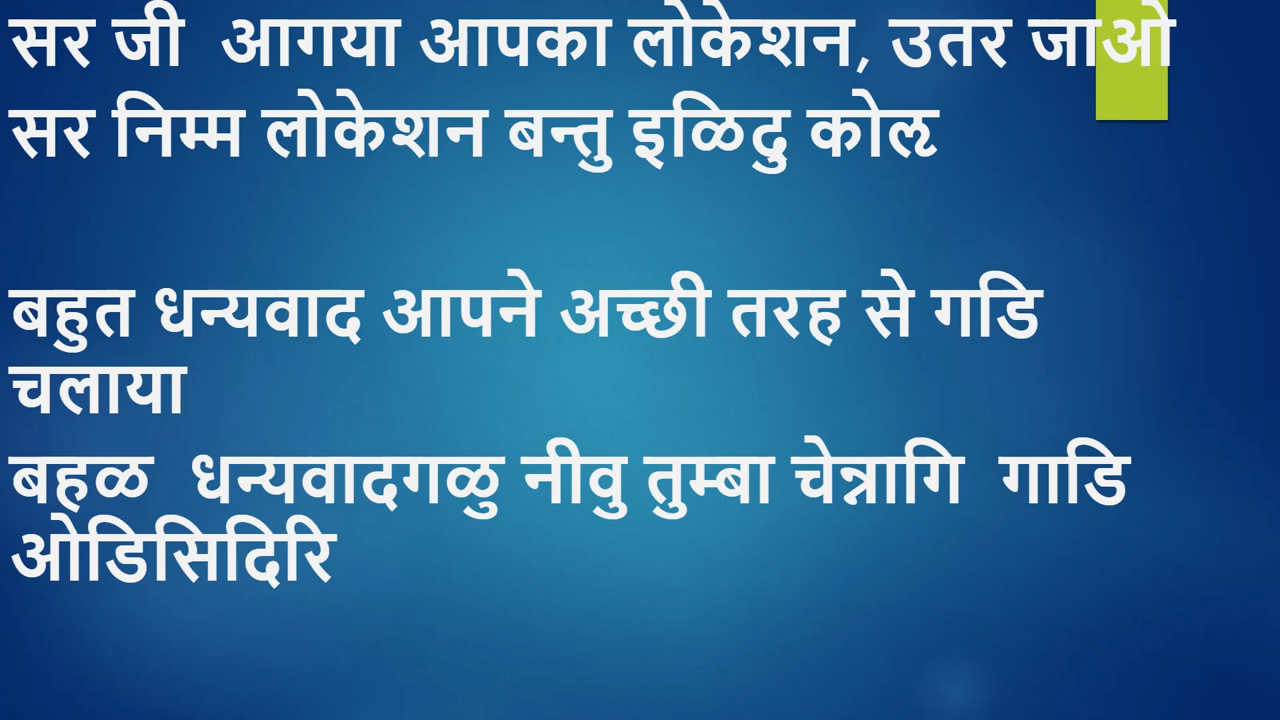 सर जी  आगया आपका लोकेशन, उतर जाओ
सर निम्म लोकेशन बन्तु इळिदु कोऌ
बहुत धन्यवाद आपने अच्छी तरह से गडि
चलाया
बहळ  धन्यवादगळु नीवु तुम्बा चेन्नागि  गाडि
ओडिसिदिरि